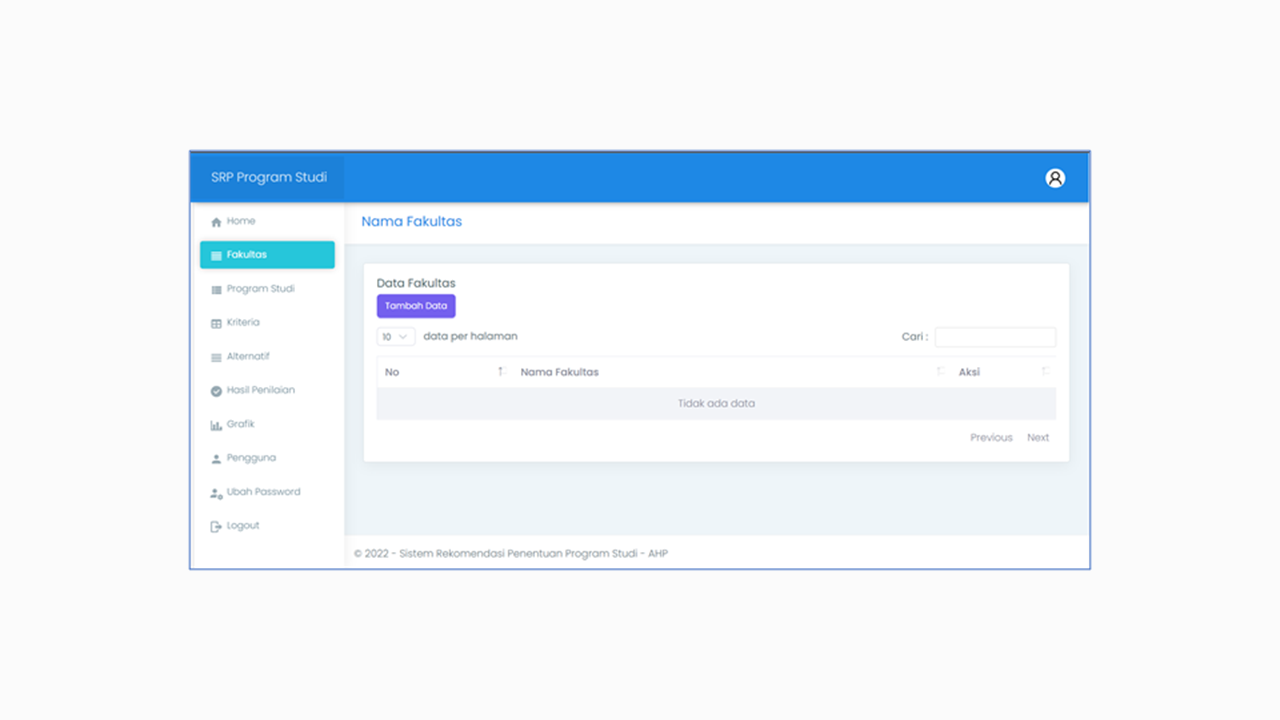 SRP Program Studi
Home
Fakultas
Program Studi
Kriteria
Alternatif
Hasil Penilaian
Grafik
Pengguna
Ubah Password
Logout
Nama Fakultas
Data Fakultas
Tambah Data
10 data per halaman
Cari :
No Nama Fakultas Aksi
Tidak ada data
Previous Next
© 2022 - Sistem Rekomendasi Penentuan Program Studi - AHP